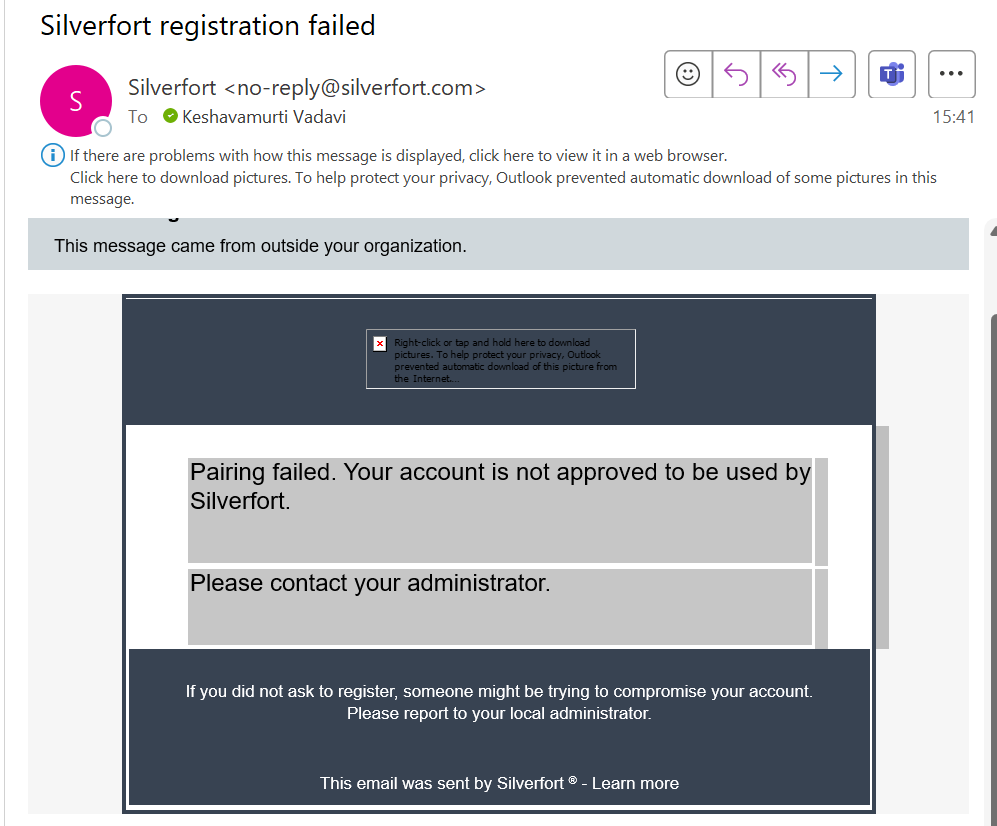 Silverfort registration failed
S
Silverfort <no-reply@silverfort.com>
To Keshavamurti Vadavi
15:41
If there are problems with how this message is displayed, click here to view it in a web browser.
Click here to download pictures. To help protect your privacy, Outlook prevented automatic download of some pictures in this
message.
This message came from outside your organization.
Right-click or tap and hold here to download
pictures. To help protect your privacy, Outlook
prevented automatic download of this picture from
the Internet...
Pairing failed. Your account is not approved to be used by
Silverfort.
Please contact your administrator.
If you did not ask to register, someone might be trying to compromise your account.
Please report to your local administrator.
This email was sent by Silverfort ® - Learn more